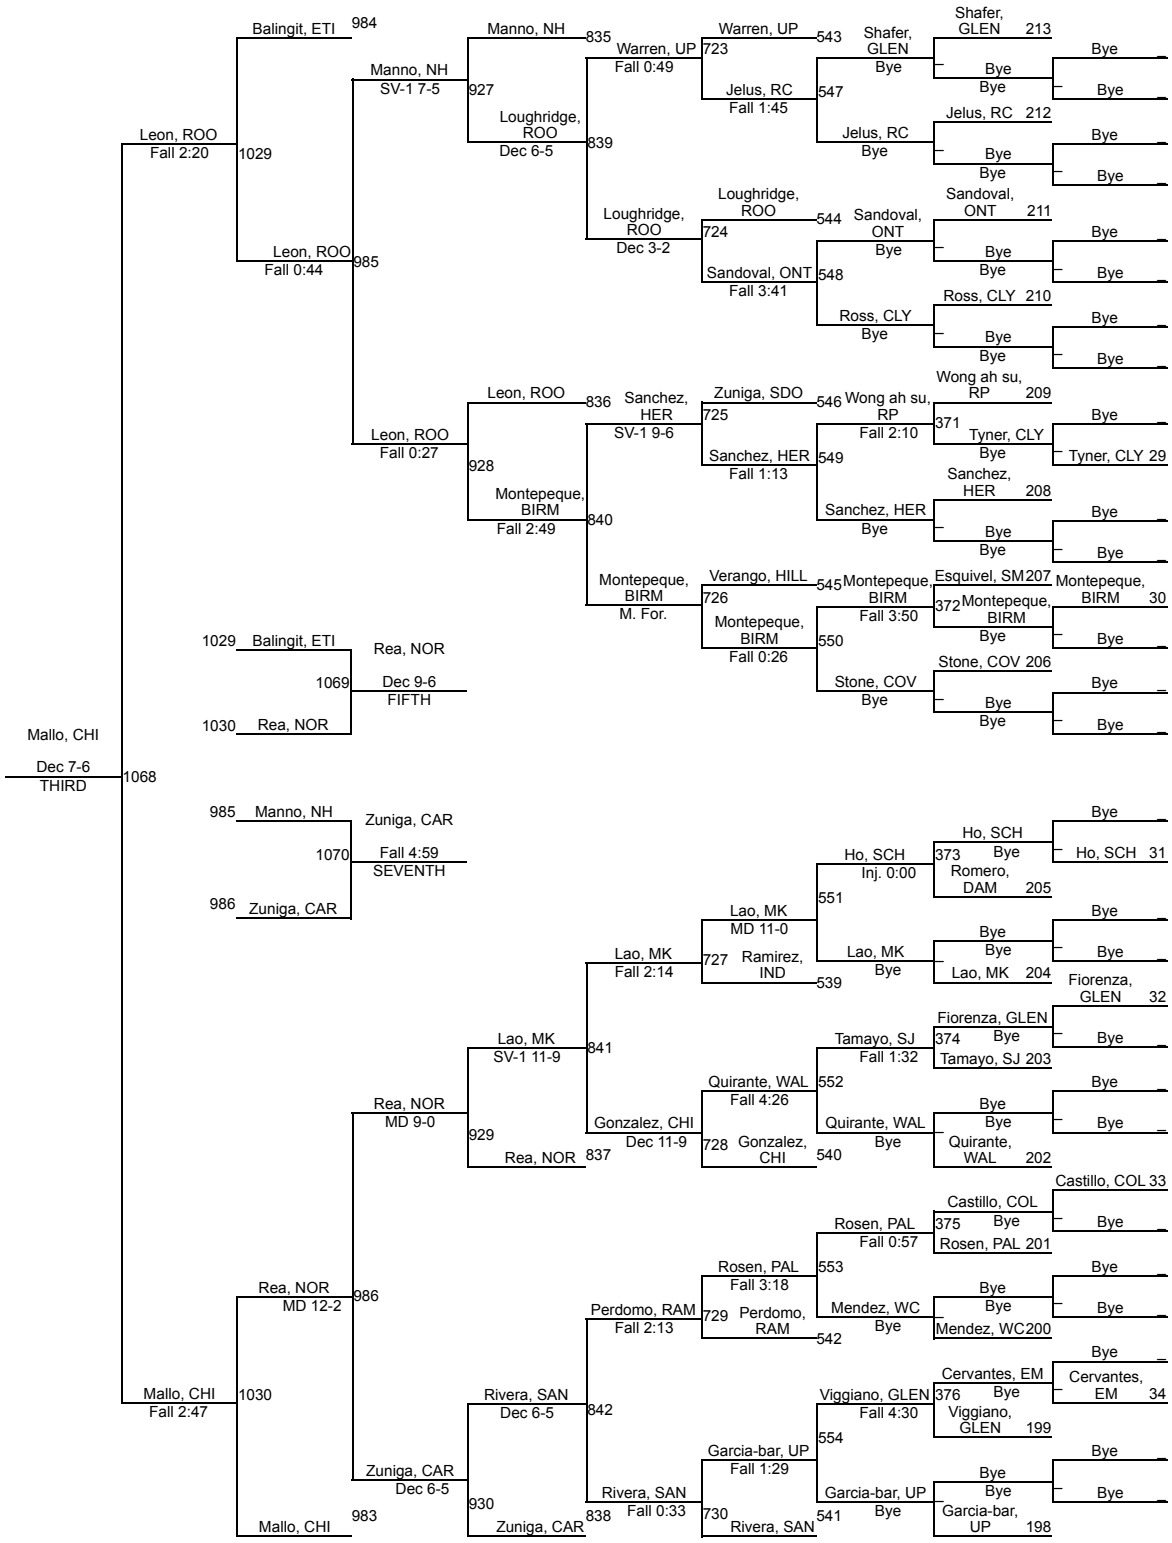 Shafer,
Balingit, ETI 984 Manno, NH 835 Warren, UP 543 Shafer, GLEN 213
Warren, UP 723 GLEN Bye _
Fall 0:49 Bye _ Bye
Manno, NH Bye _ Bye _
SV-1 7-5 927 Jelus, RC 547
Fall 1:45
Loughridge, Jelus, RC 212
ROO Jelus, RC Bye _
Leon, ROO Dec 6-5 839 Bye _ Bye
Fall 2:20 1029 Bye _ Bye _
Loughridge, Sandoval,
Loughridge, ROO 544 Sandoval, ONT 211
ROO 724 ONT Bye _
Dec 3-2 Bye _ Bye
Leon, ROO 985 Bye _ Bye _
Fall 0:44 Sandoval, ONT 548
Fall 3:41
Ross, CLY 210
Ross, CLY Bye _
Bye _ Bye
Bye _ Bye _
Wong ah su,
Leon, ROO 836 Sanchez, Zuniga, SDO 546 Wong ah su, RP 209
HER 725 RP 371 Bye _
SV-1 9-6 Fall 2:10 Tyner, CLY
Leon, ROO Bye _ Tyner, CLY 29
Fall 0:27 928 Sanchez, HER 549
Fall 1:13 Sanchez,
Montepeque, HER 208
BIRM Sanchez, HER Bye _
Fall 2:49 840 Bye _ Bye
Bye _ Bye _
Montepeque, Verango, HILL 545 Montepeque, Esquivel, SM 207 Montepeque,
BIRM 726 BIRM 372 Montepeque, BIRM 30
M. For. Montepeque, Fall 3:50 BIRM
1029 Balingit, ETI Rea, NOR BIRM 550 Bye _ Bye _
Fall 0:26
Stone, COV 206
1069 Dec 9-6 Stone, COV Bye _
FIFTH Bye _ Bye
1030 Rea, NOR Bye _ Bye _
Mallo, CHI
Dec 7-6 1068
THIRD
985 Manno, NH Zuniga, CAR Bye _
Ho, SCH
1070 Fall 4:59 Ho, SCH 373 Bye _ Ho, SCH 31
SEVENTH Inj. 0:00 Romero,
DAM 205
986 Zuniga, CAR 551
Lao, MK Bye _
MD 11-0 Bye
Lao, MK 727 Ramirez, Lao, MK _ Bye _ Bye _
Fall 2:14 IND 539 Bye Lao, MK 204
Fiorenza,
GLEN 32
Fiorenza, GLEN
Lao, MK 841 Tamayo, SJ 374 Bye _ Bye _
SV-1 11-9 Fall 1:32 Tamayo, SJ 203
Quirante, WAL 552 Bye _
Rea, NOR Fall 4:26 Bye
MD 9-0 Gonzalez, CHI Quirante, WAL _ Bye _ Bye _
929 Dec 11-9 728 Gonzalez, Bye Quirante,
Rea, NOR 837 CHI 540 WAL 202
Castillo, COL 33
Castillo, COL
Rosen, PAL 375 Bye _ Bye _
Fall 0:57 Rosen, PAL 201
Rosen, PAL 553 Bye _
Fall 3:18 Bye
Rea, NOR 986 Perdomo, RAM 729 Perdomo, Mendez, WC _ Bye _ Bye _
MD 12-2 Fall 2:13 RAM 542 Bye Mendez, WC 200
Bye _
Cervantes, EM Cervantes,
Mallo, CHI 1030 Rivera, SAN 842 Viggiano, GLEN 376 Bye _ EM 34
Fall 2:47 Dec 6-5 Fall 4:30 Viggiano,
GLEN 199
Garcia-bar, UP 554 Bye _
Fall 1:29 Bye
Zuniga, CAR Rivera, SAN Garcia-bar, UP _ Bye _ Bye _
Dec 6-5 930 Fall 0:33 730 Bye Garcia-bar,
Mallo, CHI 983 Zuniga, CAR 838 Rivera, SAN 541 UP 198